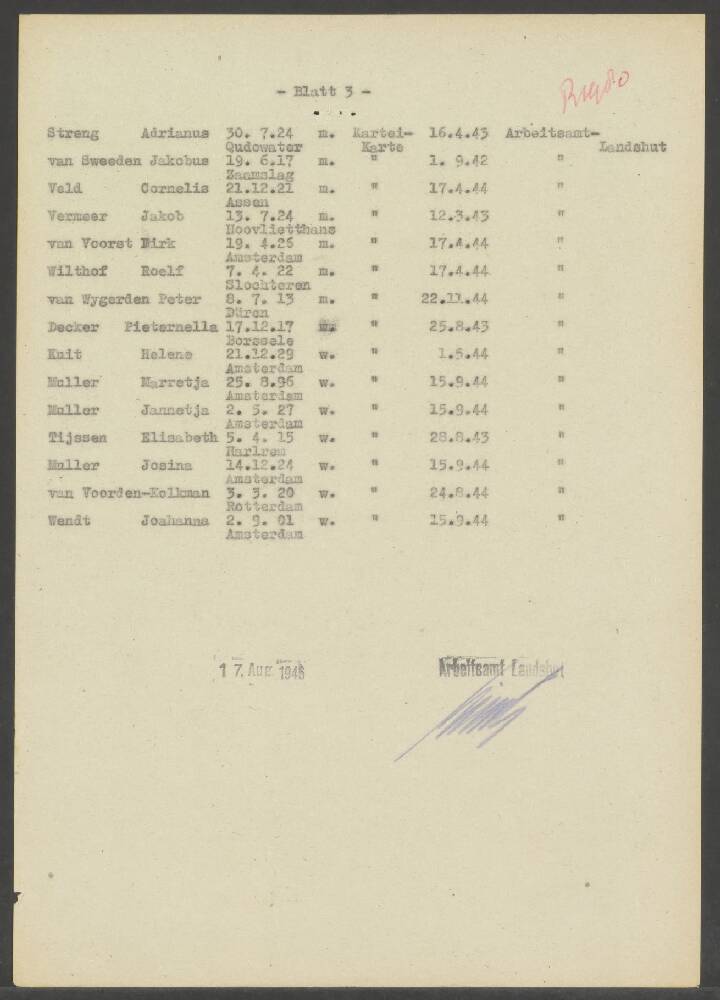 - Blatt 3 -
Streng Adrianus 30. 7.24 m. Kartei- 16.4.43 Arbeitsamt-
Qudowater Karte Landshut
van Sweeden Jakobus 19. 6.17 m. " 1. 9.42 "
Zaamslag
Veld Cornelis 21.12.21 m. " 17.4.44 "
Assen
Vermeer Jakob 13. 7.24 m. " 12.3.43 "
Hoovlietthans
van Voorst Dirk 19. 4.26 m. " 17.4.44 "
Amsterdam
Wilthof Roelf 7. 4. 22 m. " 17.4.44 "
Slochteren
van Wygerden Peter 8. 7. 13 m. " 22.11.44 "
Düren
Decker Pieternella 17.12.17 " 25.8.43 "
Borssele
Kuit Helene 21.12.29 w. " 1.5.44 "
Amsterdam
Muller Marretja 25. 8.96 w. " 15.9.44 "
Amsterdam
Muller Jannetja 2. 5. 27 w. " 15.9.44 "
Amsterdam
Tijssen Elisabeth 5. 4. 15 w. " 28.8.43 "
Harlrem
Muller Josina 14.12.24 w. " 15.9.44 "
Amsterdam
van Voorden-Kolkman 3. 3. 20 w. " 24.8.44 "
Rotterdam
Wendt Joahanna 2. 9. 01 w. " 15.9.44 "
Amsterdam
17. Aug. 1946 Arbeitsamt Landshut